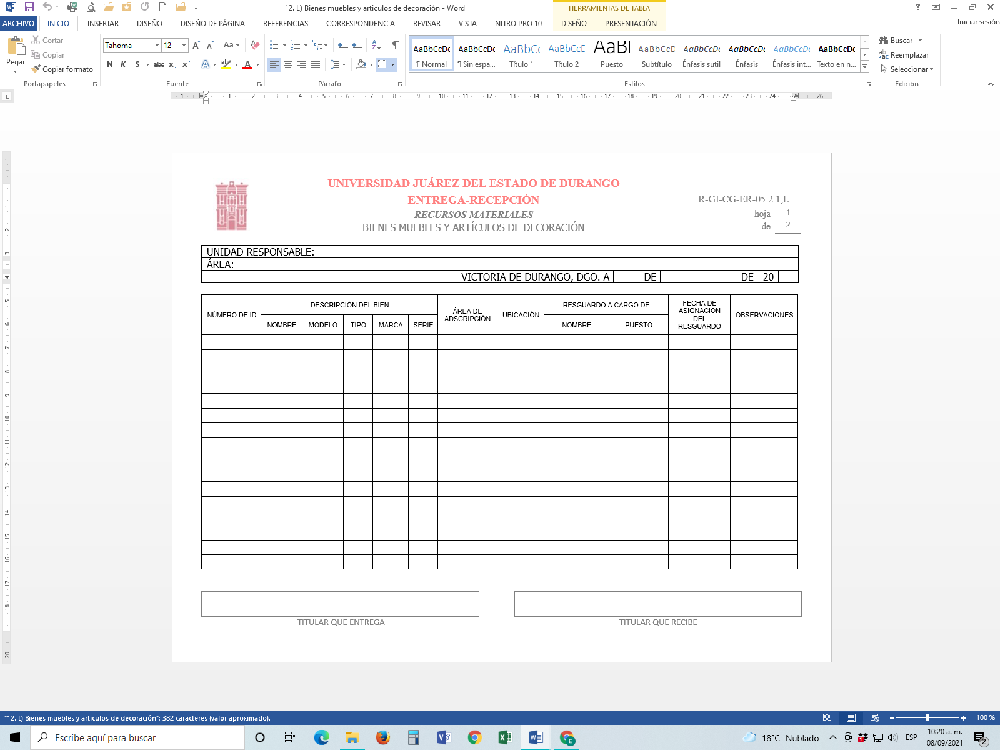 12. L) Bienes muebles y articulos de decoración - Word
HERRAMIENTAS DE TABLA
ARCHIVO INICIO INSERTAR DISEÑO DISEÑO DE PÁGINA REFERENCIAS CORRESPONDENCIA REVISAR VISTA NITRO PRO 10 DISEÑO PRESENTACIÓN Iniciar sesión
Pegar
Cortar
Copiar
Copiar formato
Portapapeles
Tahoma 12
N K S abc x₂ x²
Fuente
Párrafo
AaBbCcDc AaBbCcDc AaBbC AaBbCcD AaBl AaBbCcD AaBbCcDc AaBbCcDc AaBbCcDc AaBbCcDc
¶ Normal ¶ Sin espa... Título 1 Título 2 Puesto Subtítulo Énfasis sutil Énfasis Énfasis int... Texto en n...
Estilos
Buscar
Reemplazar
Seleccionar
Edición
1 1 2 3 4 5 6 7 8 9 10 11 12 13 14 15 16 17 18 19 20 21 22 23 24 26
UNIVERSIDAD JUÁREZ DEL ESTADO DE DURANGO
ENTREGA-RECEPCIÓN
RECURSOS MATERIALES
BIENES MUEBLES Y ARTÍCULOS DE DECORACIÓN
R-GI-CG-ER-05.2.1,L
hoja 1
de 2
UNIDAD RESPONSABLE:
ÁREA:
VICTORIA DE DURANGO, DGO. A DE DE 20
NÚMERO DE ID DESCRIPCIÓN DEL BIEN ÁREA DE ADSCRIPCIÓN UBICACIÓN RESGUARDO A CARGO DE FECHA DE ASIGNACIÓN DEL RESGUARDO OBSERVACIONES
NOMBRE MODELO TIPO MARCA SERIE NOMBRE PUESTO
TITULAR QUE ENTREGA
TITULAR QUE RECIBE
1 1 2 3 4 5 6 7 8 9 10 11 12 13 14 15 16 17 18 20
"12. L) Bienes muebles y articulos de decoración": 382 caracteres (valor aproximado).
100 %
Escribe aquí para buscar
18°C Nublado
ESP
10:20 a. m.
08/09/2021
2